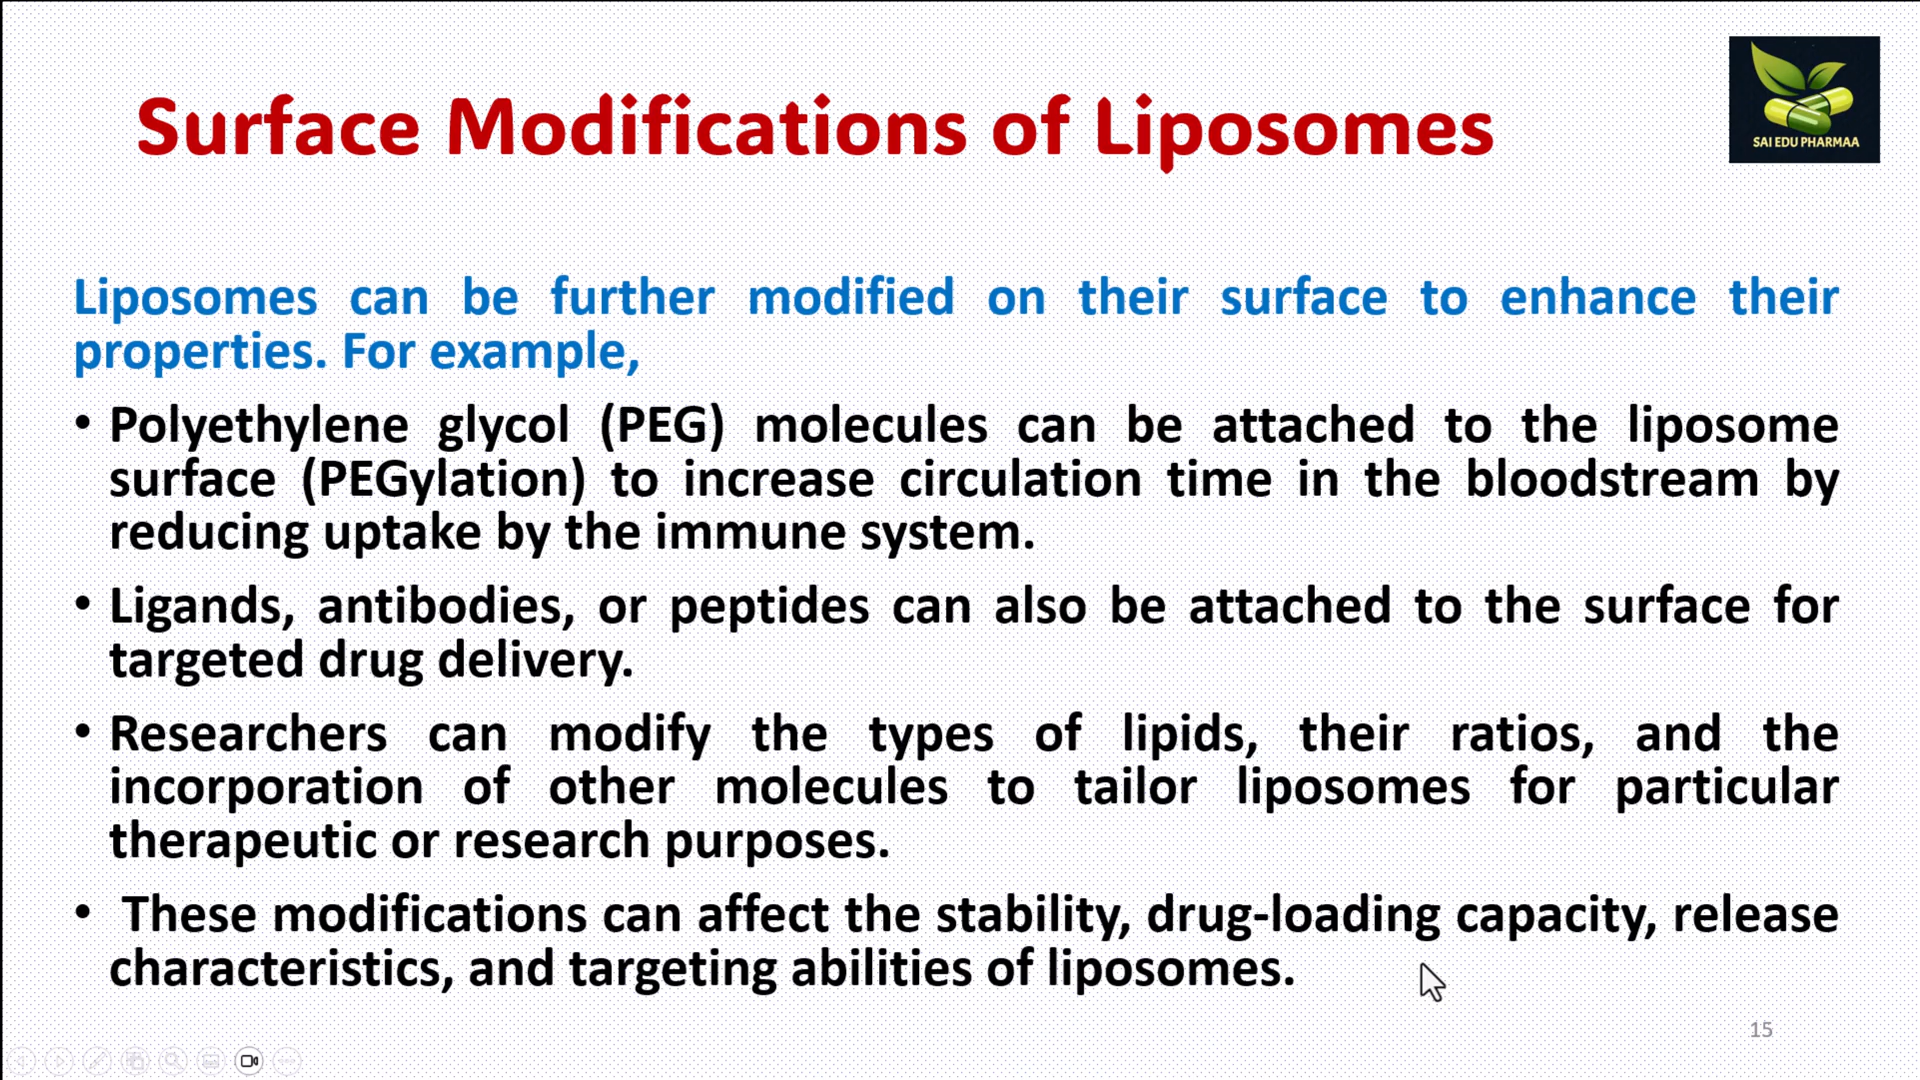 Surface Modifications of Liposomes
SAI EDU PHARMAA
Liposomes can be further modified on their surface to enhance their
properties. For example,
• Polyethylene glycol (PEG) molecules can be attached to the liposome
surface (PEGylation) to increase circulation time in the bloodstream by
reducing uptake by the immune system.
• Ligands, antibodies, or peptides can also be attached to the surface for
targeted drug delivery.
• Researchers can modify the types of lipids, their ratios, and the
incorporation of other molecules to tailor liposomes for particular
therapeutic or research purposes.
• These modifications can affect the stability, drug-loading capacity, release
characteristics, and targeting abilities of liposomes.
15